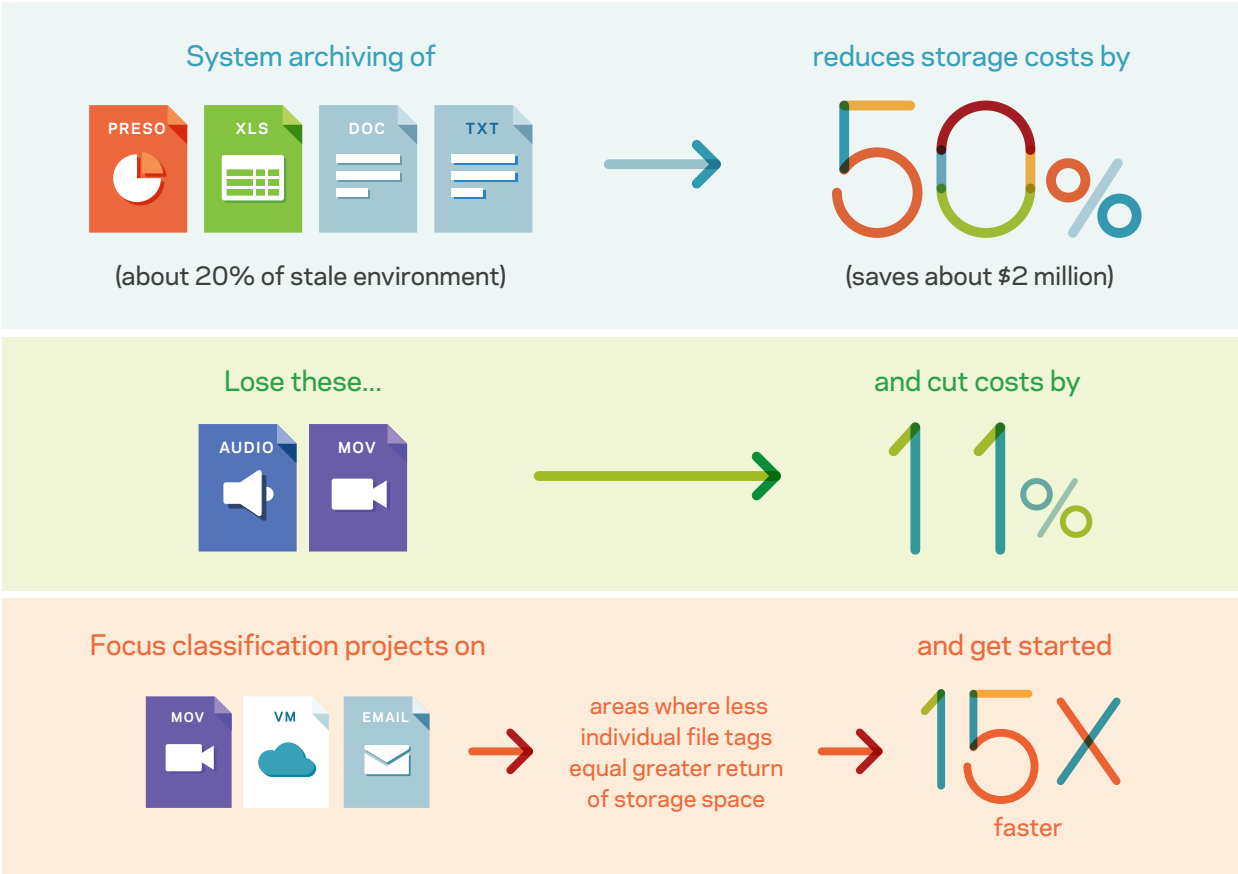 System archiving of
reduces storage costs by
PRESO
XLS
DOC
TXT
50%
(about 20% of stale environment)
(saves about $2 million)
Lose these...
and cut costs by
AUDIO
MOV
11%
Focus classification projects on
and get started
MOV
VM
EMAIL
areas where less
individual file tags
equal greater return
of storage space
15X
faster